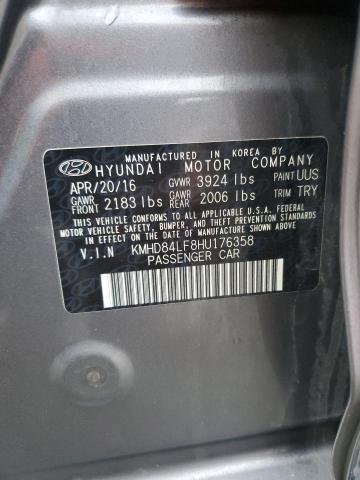 MANUFACTURED IN KOREA BY
HYUNDAI MOTOR COMPANY
APR/20/16 GVWR 3924 lbs PAINT UUS
GAWR FRONT 2183 lbs GAWR REAR 2006 lbs TRIM TRY
THIS VEHICLE CONFORMS TO ALL APPLICABLE U.S.A. FEDERAL
MOTOR VEHICLE SAFETY, BUMPER, AND THEFT PREVENTION
STANDARDS IN EFFECT ON THE DATE OF MANUFACTURE
SHOWN ABOVE.
V.I.N KMHD84LF8HU176358
PASSENGER CAR